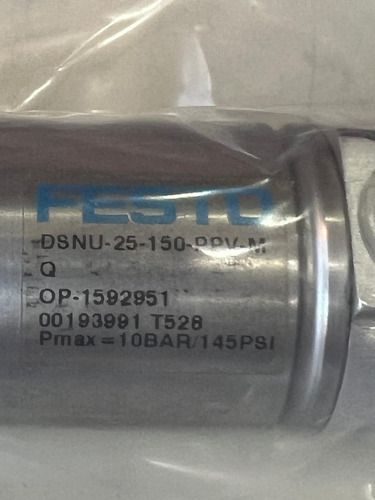 FESTO
DSNU-25-150-PPV-M
Q
OP-1592951
00193991 T528
Pmax=10BAR/145PSI